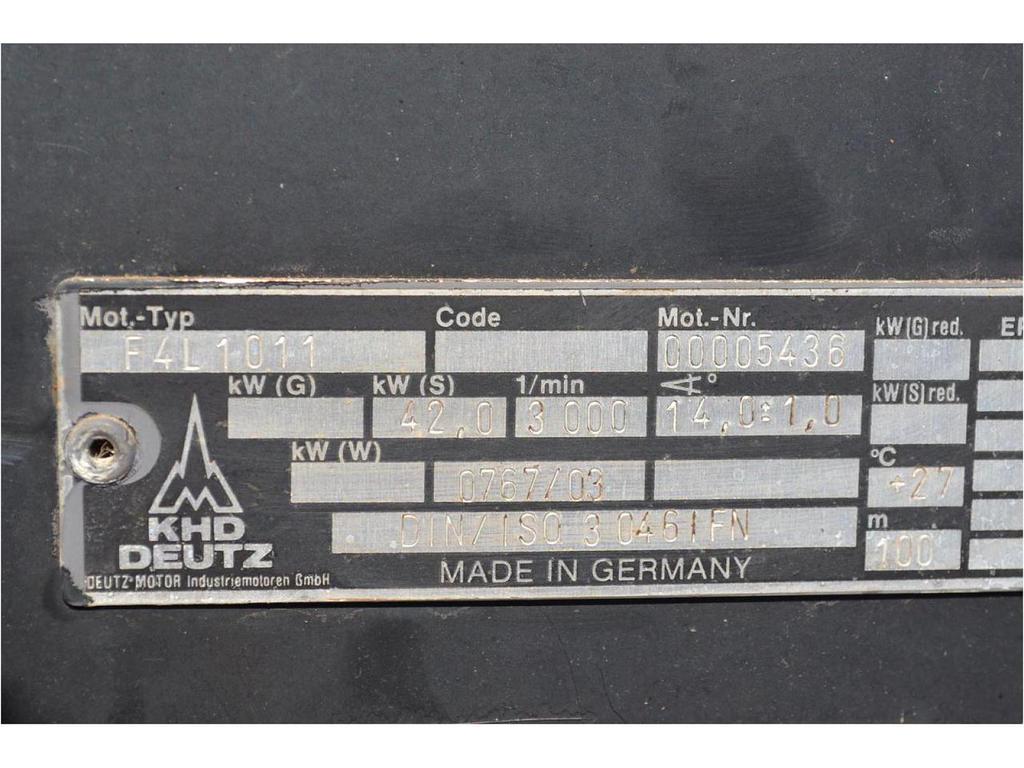 Mot.-Typ Code Mot.-Nr. kW(G)red.
F4L1011 00005436
kW (G) kW (S) 1/min ∢° kW(S)red.
42,0 3 000 14,0±1,0
kW (W) °C
0767/03 +27
DIN/ISO 3 046IFN m
100
KHD
DEUTZ
MADE IN GERMANY
DEUTZ MOTOR Industriemotoren GmbH